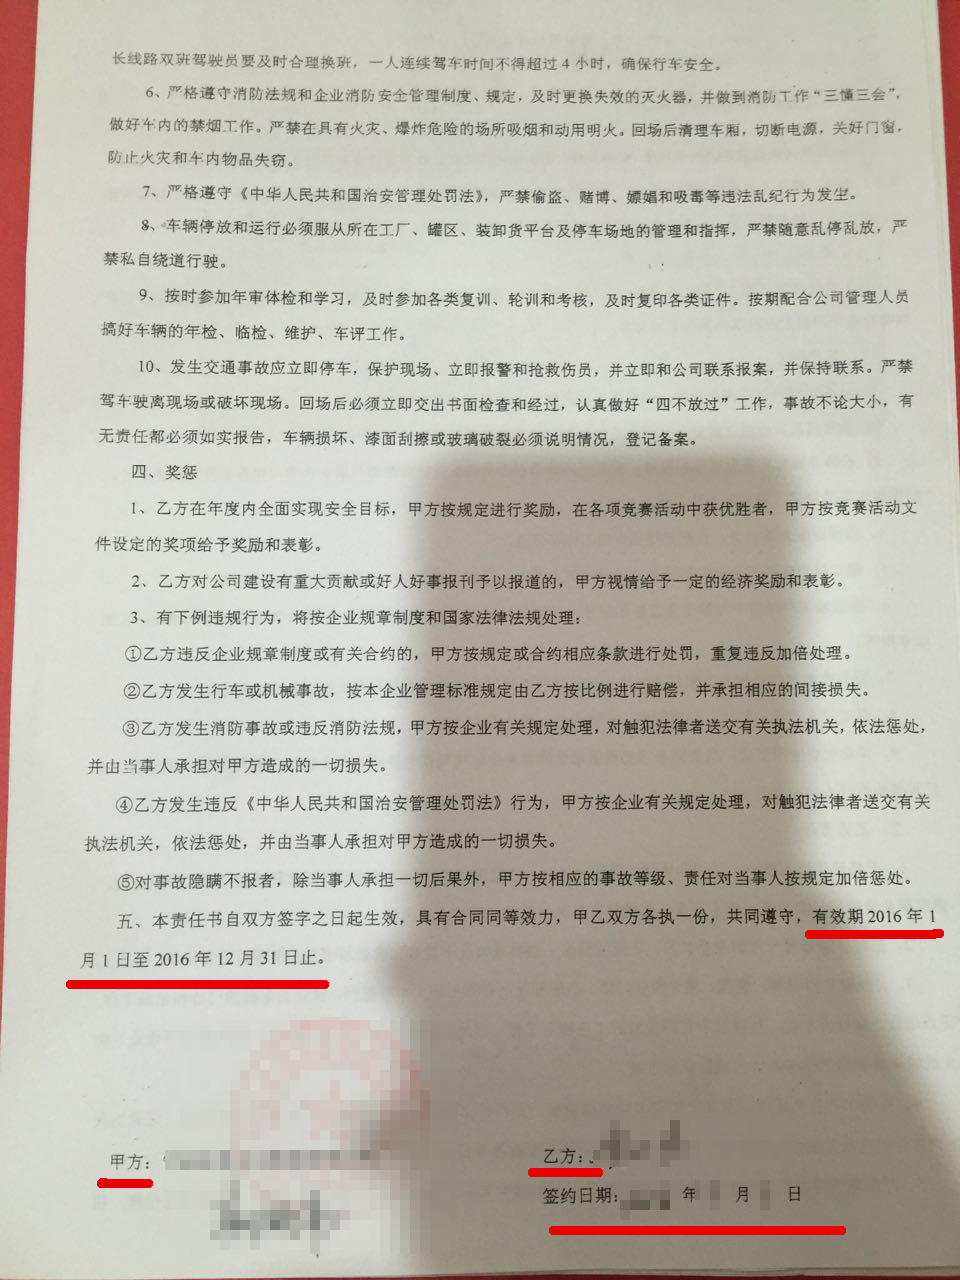 长线路双班驾驶员要及时合理换班，一人连续驾车时间不得超过4小时，确保行车安全。
6、严格遵守消防法规和企业消防安全管理制度、规定，及时更换失效的灭火器，并做到消防工作“三懂三会”，
做好车内的禁烟工作。严禁在具有火灾、爆炸危险的场所吸烟和动用明火。回场后清理车厢，切断电源，关好门窗，
防止火灾和车内物品失窃。
7、严格遵守《中华人民共和国治安管理处罚法》，严禁偷盗、赌博、嫖娼和吸毒等违法乱纪行为发生。
8、车辆停放和运行必须服从所在工厂、罐区、装卸货平台及停车场地的管理和指挥，严禁随意乱停乱放，严
禁私自绕道行驶。
9、按时参加年审体检和学习，及时参加各类复训、轮训和考核，及时复印各类证件。按期配合公司管理人员
搞好车辆的年检、临检、维护、车评工作。
10、发生交通事故应立即停车，保护现场、立即报警和抢救伤员，并立即和公司联系报案，并保持联系。严禁
驾车驶离现场或破坏现场。回场后必须立即交出书面检查和经过，认真做好“四不放过”工作，事故不论大小，有
无责任都必须如实报告，车辆损坏、漆面刮擦或玻璃破裂必须说明情况，登记备案。
四、奖惩
1、乙方在年度内全面实现安全目标，甲方按规定进行奖励，在各项竞赛活动中获优胜者，甲方按竞赛活动文
件设定的奖项给予奖励和表彰。
2、乙方对公司建设有重大贡献或好人好事报刊予以报道的，甲方视情给予一定的经济奖励和表彰。
3、有下例违规行为，将按企业规章制度和国家法律法规处理：
①乙方违反企业规章制度或有关合约的，甲方按规定或合约相应条款进行处罚，重复违反加倍处理。
②乙方发生行车或机械事故，按本企业管理标准规定由乙方按比例进行赔偿，并承担相应的间接损失。
③乙方发生消防事故或违反消防法规，甲方按企业有关规定处理，对触犯法律者送交有关执法机关，依法惩处，
并由当事人承担对甲方造成的一切损失。
④乙方发生违反《中华人民共和国治安管理处罚法》行为，甲方按企业有关规定处理，对触犯法律者送交有关
执法机关，依法惩处，并由当事人承担对甲方造成的一切损失。
⑤对事故隐瞒不报者，除当事人承担一切后果外，甲方按相应的事故等级、责任对当事人按规定加倍惩处。
五、本责任书自双方签字之日起生效，具有合同同等效力，甲乙双方各执一份，共同遵守，有效期2016年1
月1日至2016年12月31日止。
甲方：
乙方：
签约日期： 年 月 日